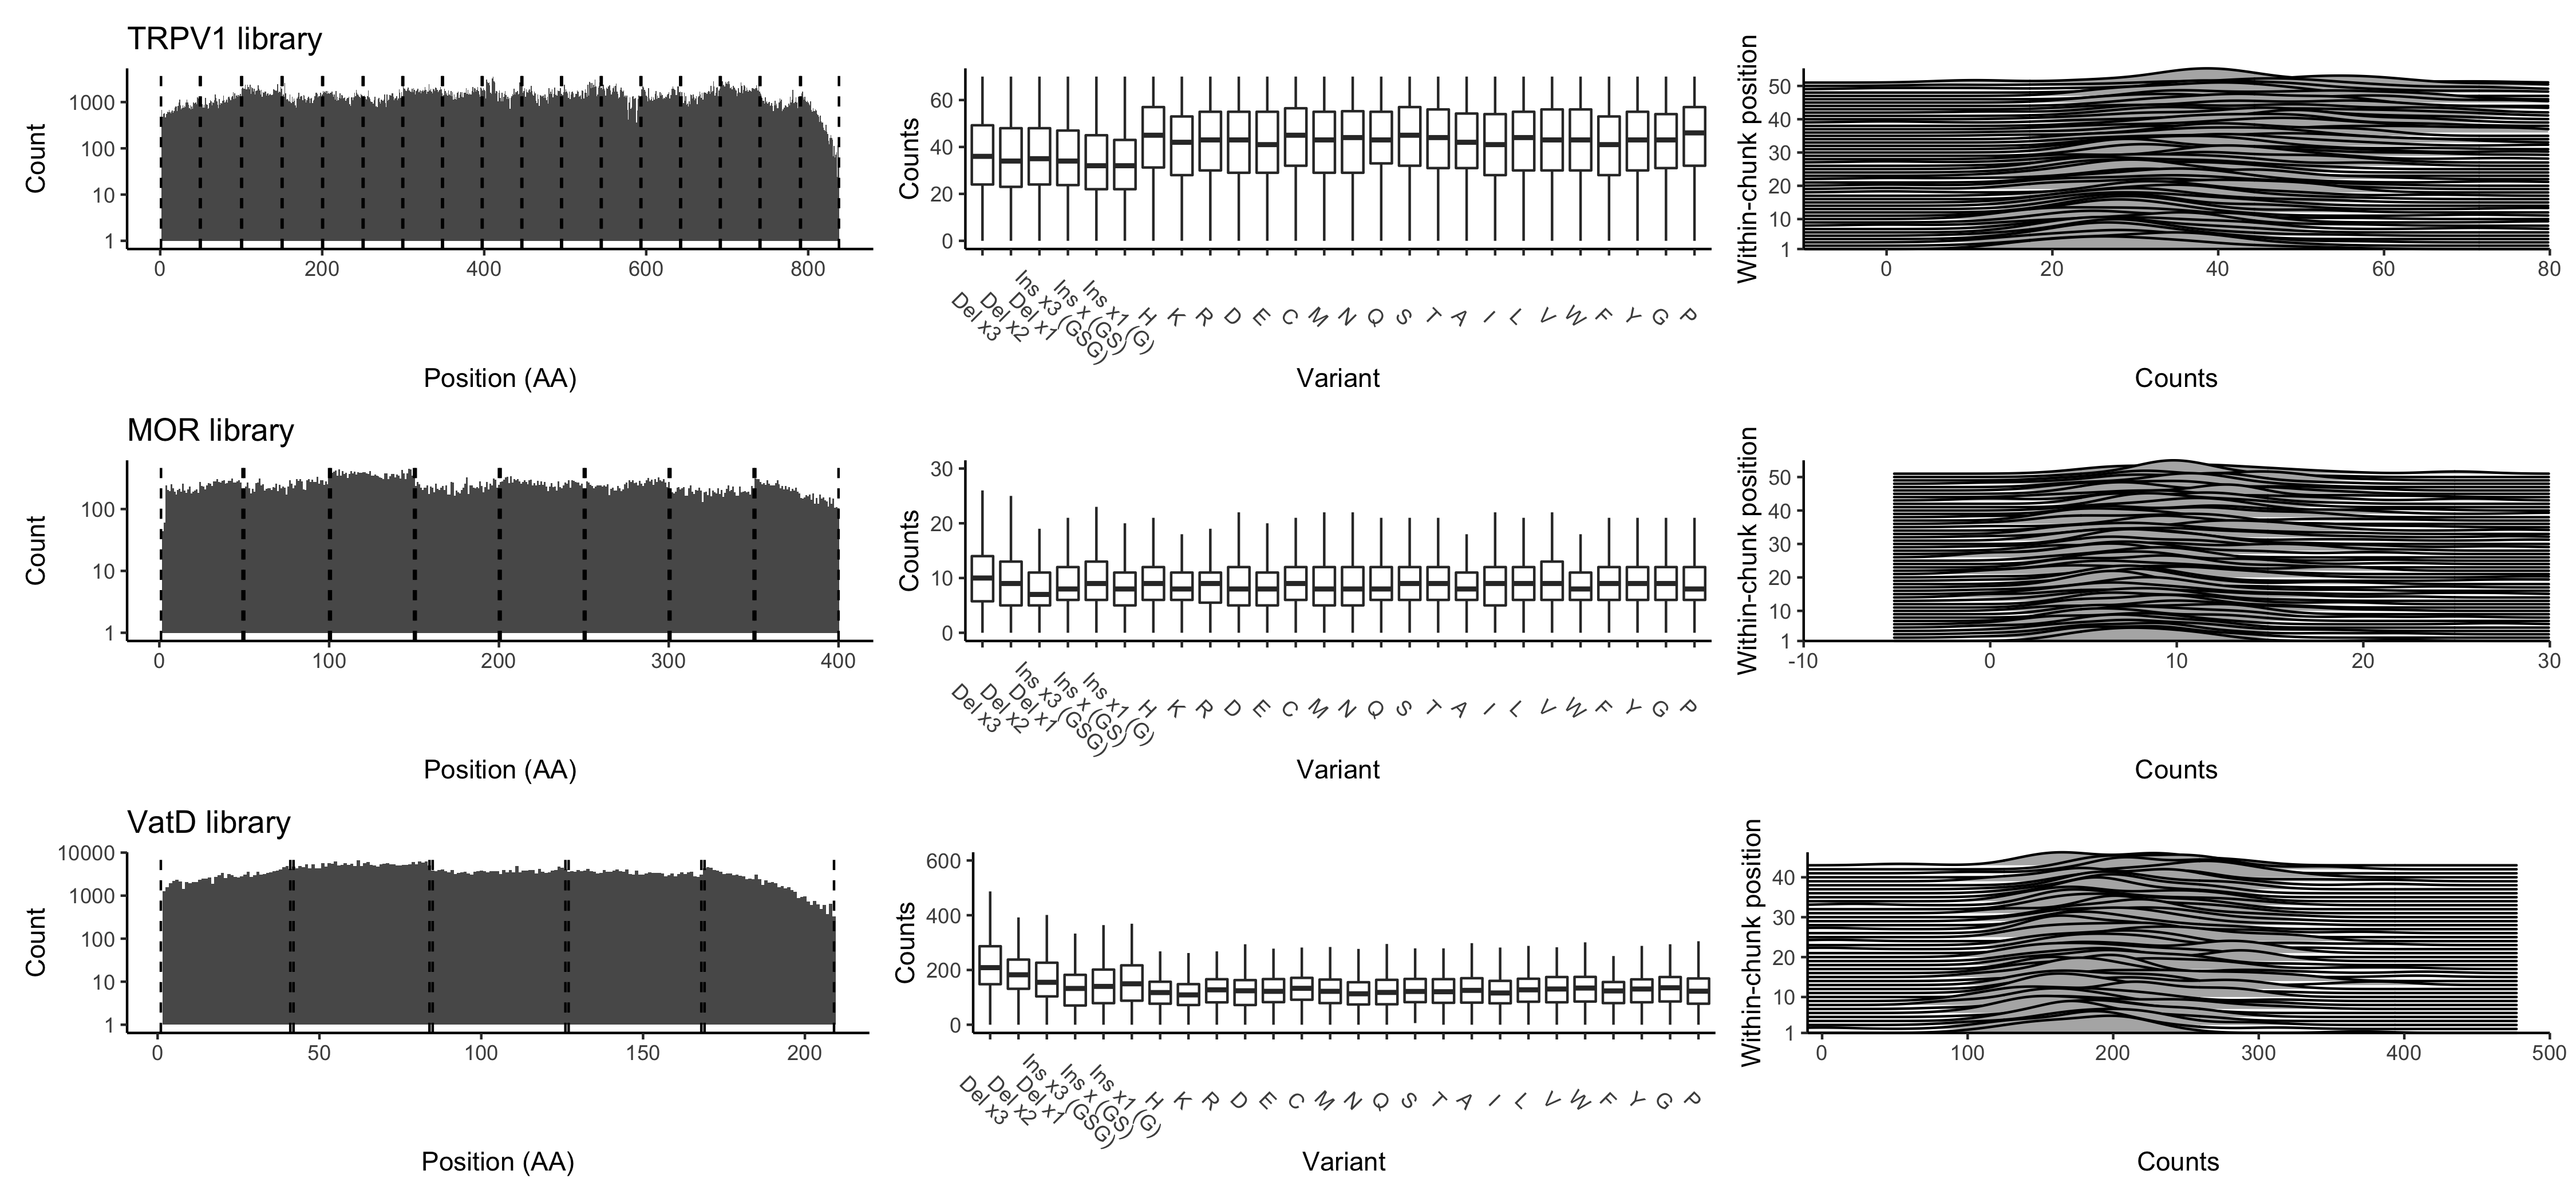 TRPV1 library
Count
1000
100
10
1
0 200 400 600 800
Position (AA)
Counts
60
40
20
0
Del x3 Del x2 Del x1 Ins x3 (GSG) Ins x (GS) Ins x1 (G) H K R D E C M N Q S T A I L V W F Y G P
Variant
Within-chunk position
50
40
30
20
10
1
0 20 40 60 80
Counts
MOR library
Count
100
10
1
0 100 200 300 400
Position (AA)
Counts
30
20
10
0
Del x3 Del x2 Del x1 Ins x3 (GSG) Ins x (GS) Ins x1 (G) H K R D E C M N Q S T A I L V W F Y G P
Variant
Within-chunk position
50
40
30
20
10
1
-10 0 10 20 30
Counts
VatD library
Count
10000
1000
100
10
1
0 50 100 150 200
Position (AA)
Counts
600
400
200
0
Del x3 Del x2 Del x1 Ins x3 (GSG) Ins x (GS) Ins x1 (G) H K R D E C M N Q S T A I L V W F Y G P
Variant
Within-chunk position
40
30
20
10
1
0 100 200 300 400 500
Counts